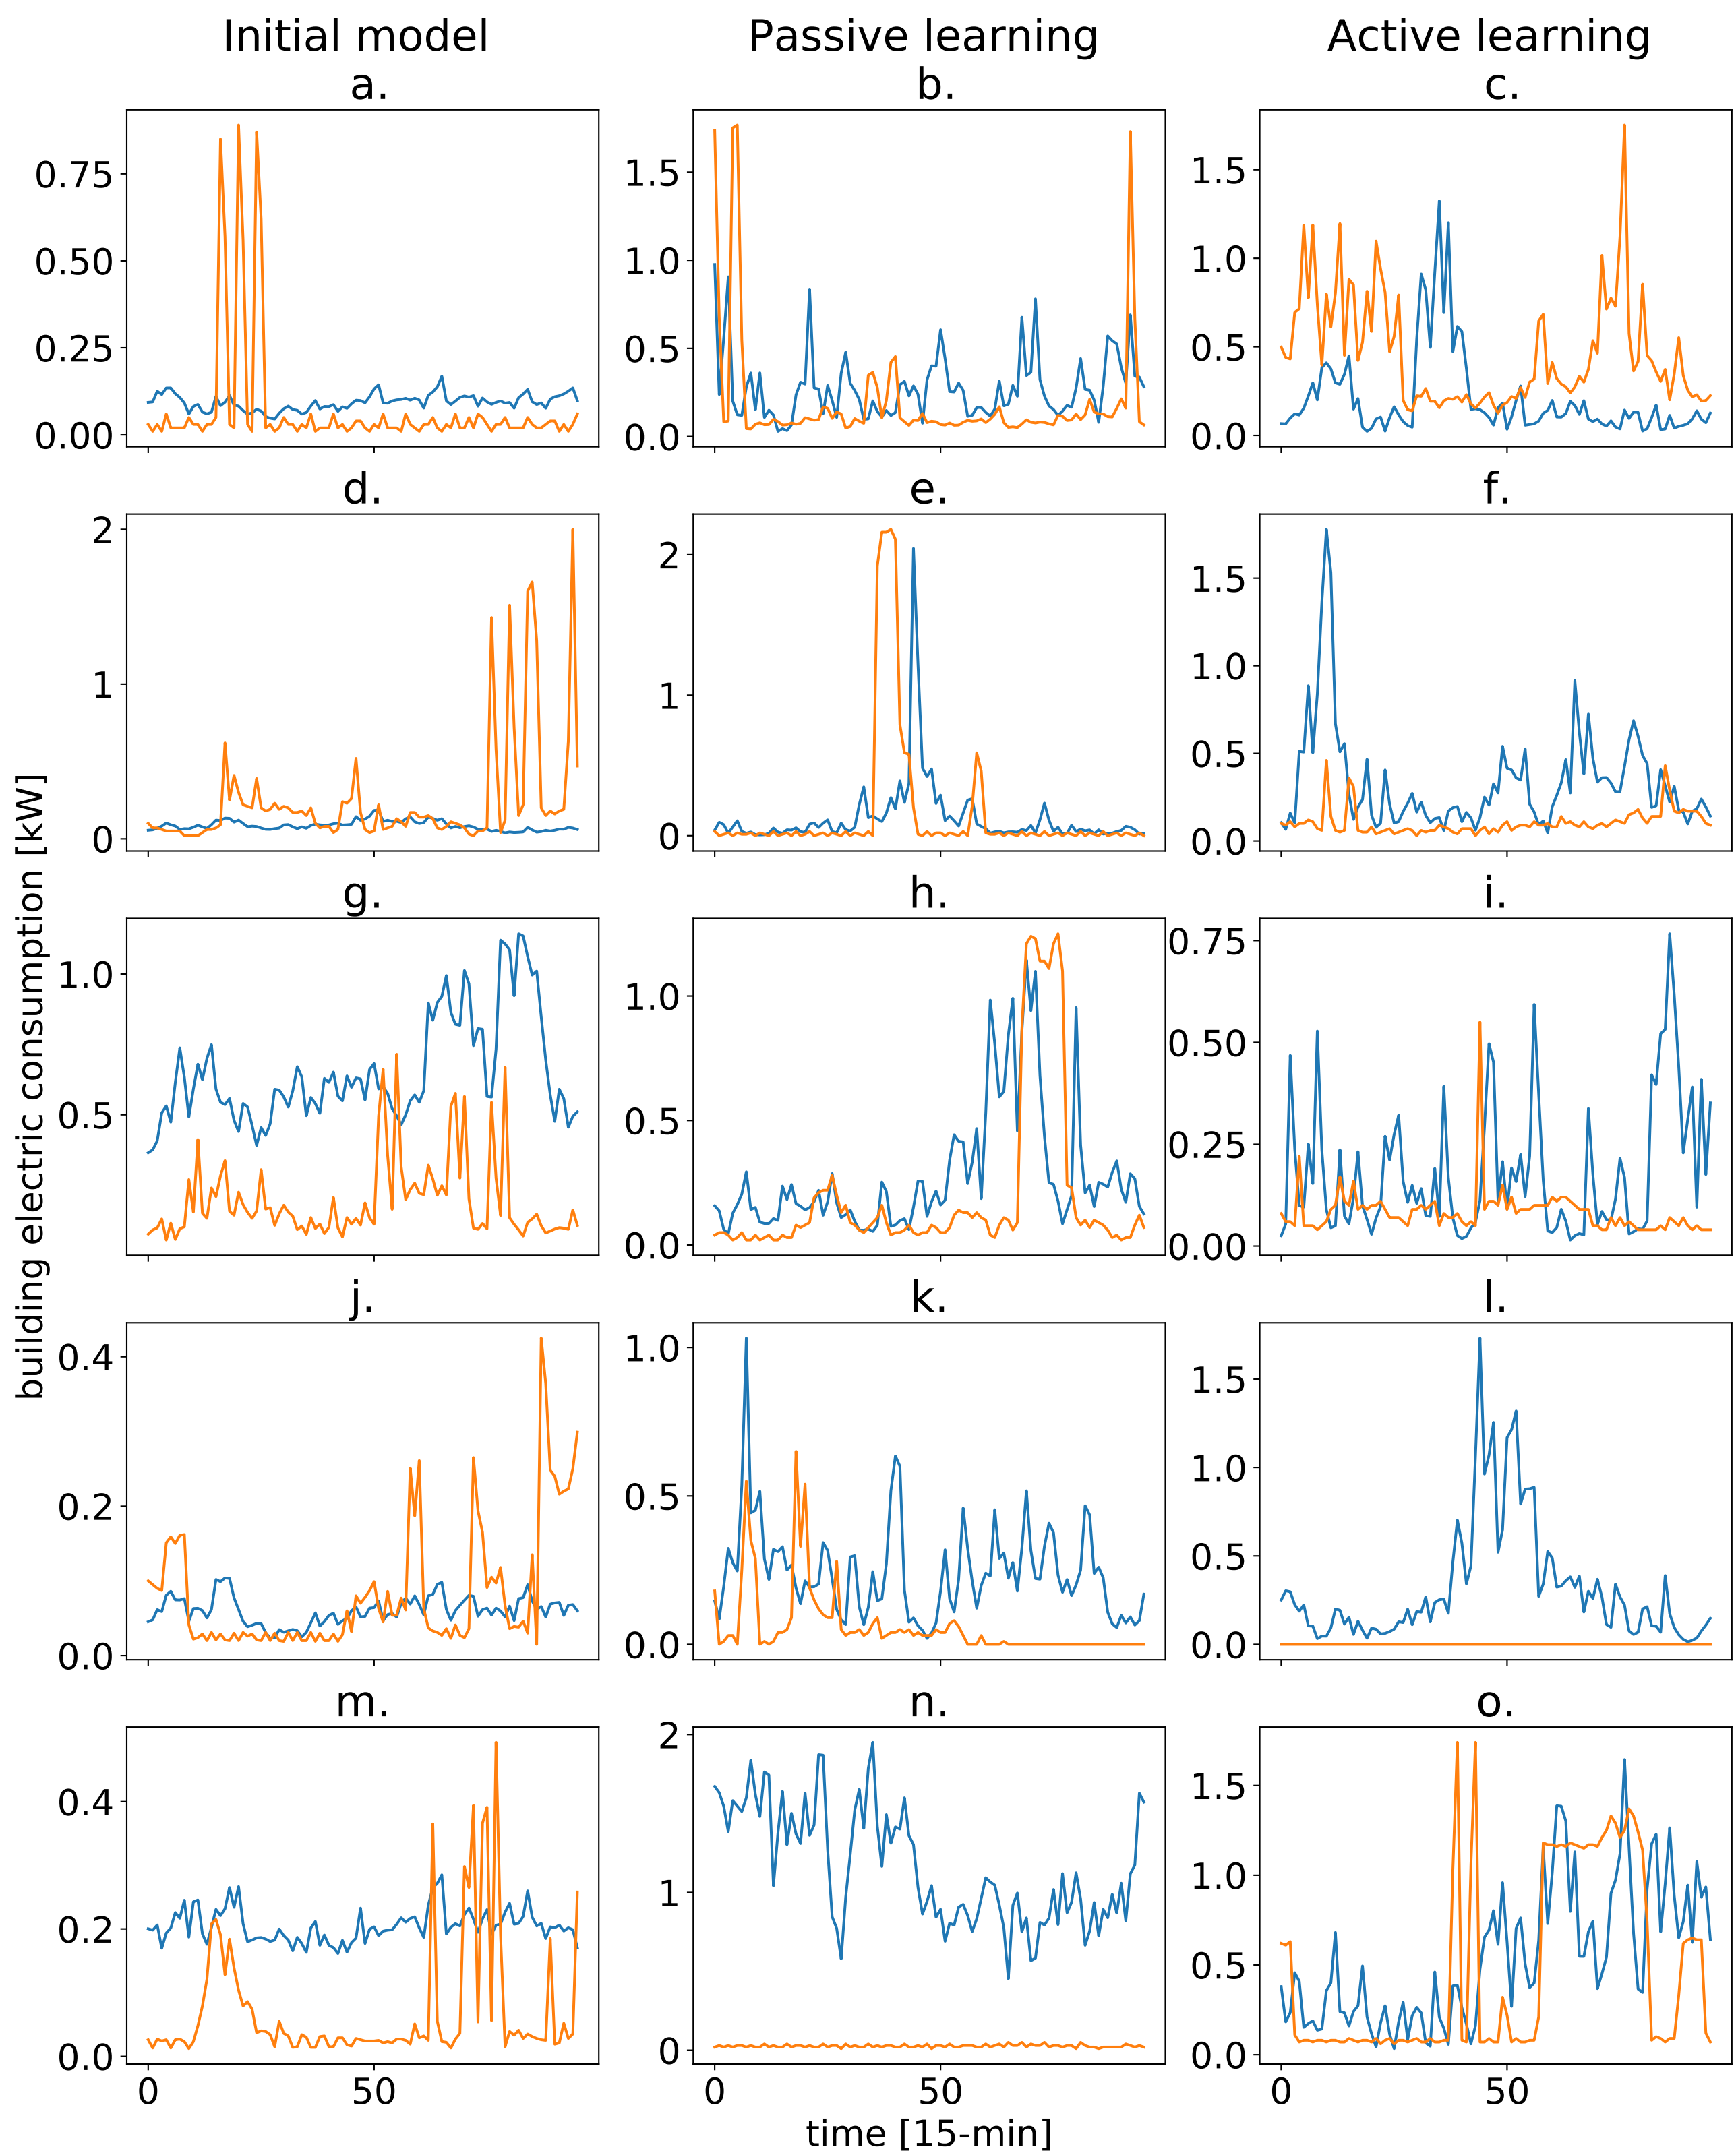 Initial model
Passive learning
Active learning
a.
b.
c.
0.75
0.50
0.25
0.00
1.5
1.0
0.5
0.0
1.5
1.0
0.5
0.0
d.
e.
f.
2
1
0
2
1
0
1.5
1.0
0.5
0.0
g.
h.
i.
1.0
0.5
1.0
0.5
0.0
0.75
0.50
0.25
0.00
j.
k.
l.
0.4
0.2
0.0
1.0
0.5
0.0
1.5
1.0
0.5
0.0
m.
n.
o.
0.4
0.2
0.0
2
1
0
1.5
1.0
0.5
0.0
0 50
0 50
0 50
building electric consumption [kW]
time [15-min]